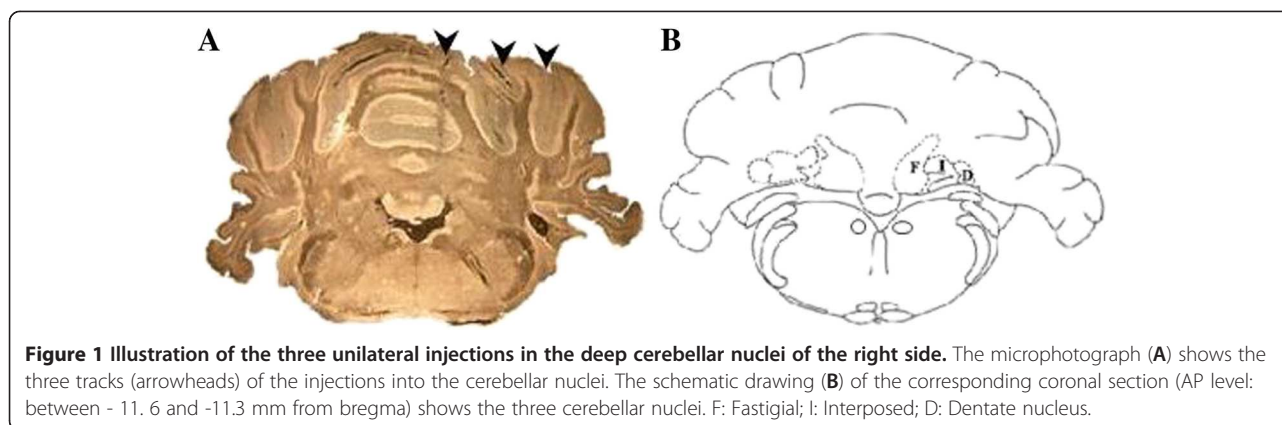 A
B
F
I
D
Figure 1 Illustration of the three unilateral injections in the deep cerebellar nuclei of the right side. The microphotograph (A) shows the
three tracks (arrowheads) of the injections into the cerebellar nuclei. The schematic drawing (B) of the corresponding coronal section (AP level:
between - 11. 6 and -11.3 mm from bregma) shows the three cerebellar nuclei. F: Fastigial; I: Interposed; D: Dentate nucleus.